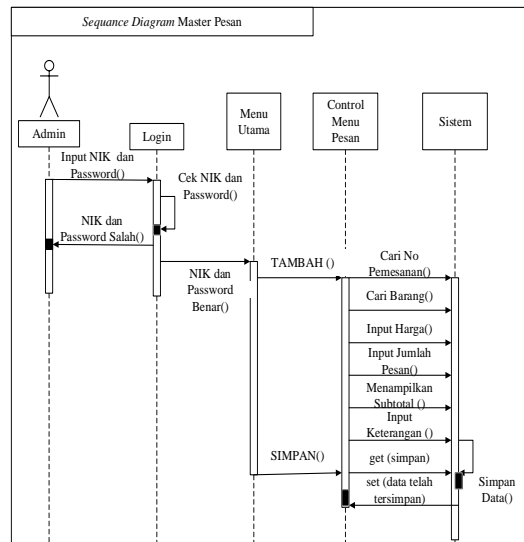 Sequance Diagram Master Pesan
Admin
Login
Menu
Utama
Control
Menu
Pesan
Sistem
Input NIK dan
Password()
Cek NIK dan
Password()
NIK dan
Password Salah()
NIK dan
Password
Benar()
TAMBAH ()
Cari No
Pemesanan()
Cari Barang()
Input Harga()
Input Jumlah
Pesan()
Menampilkan
Subtotal ()
Input
Keterangan ()
SIMPAN()
get (simpan)
set (data telah
tersimpan)
Simpan
Data()